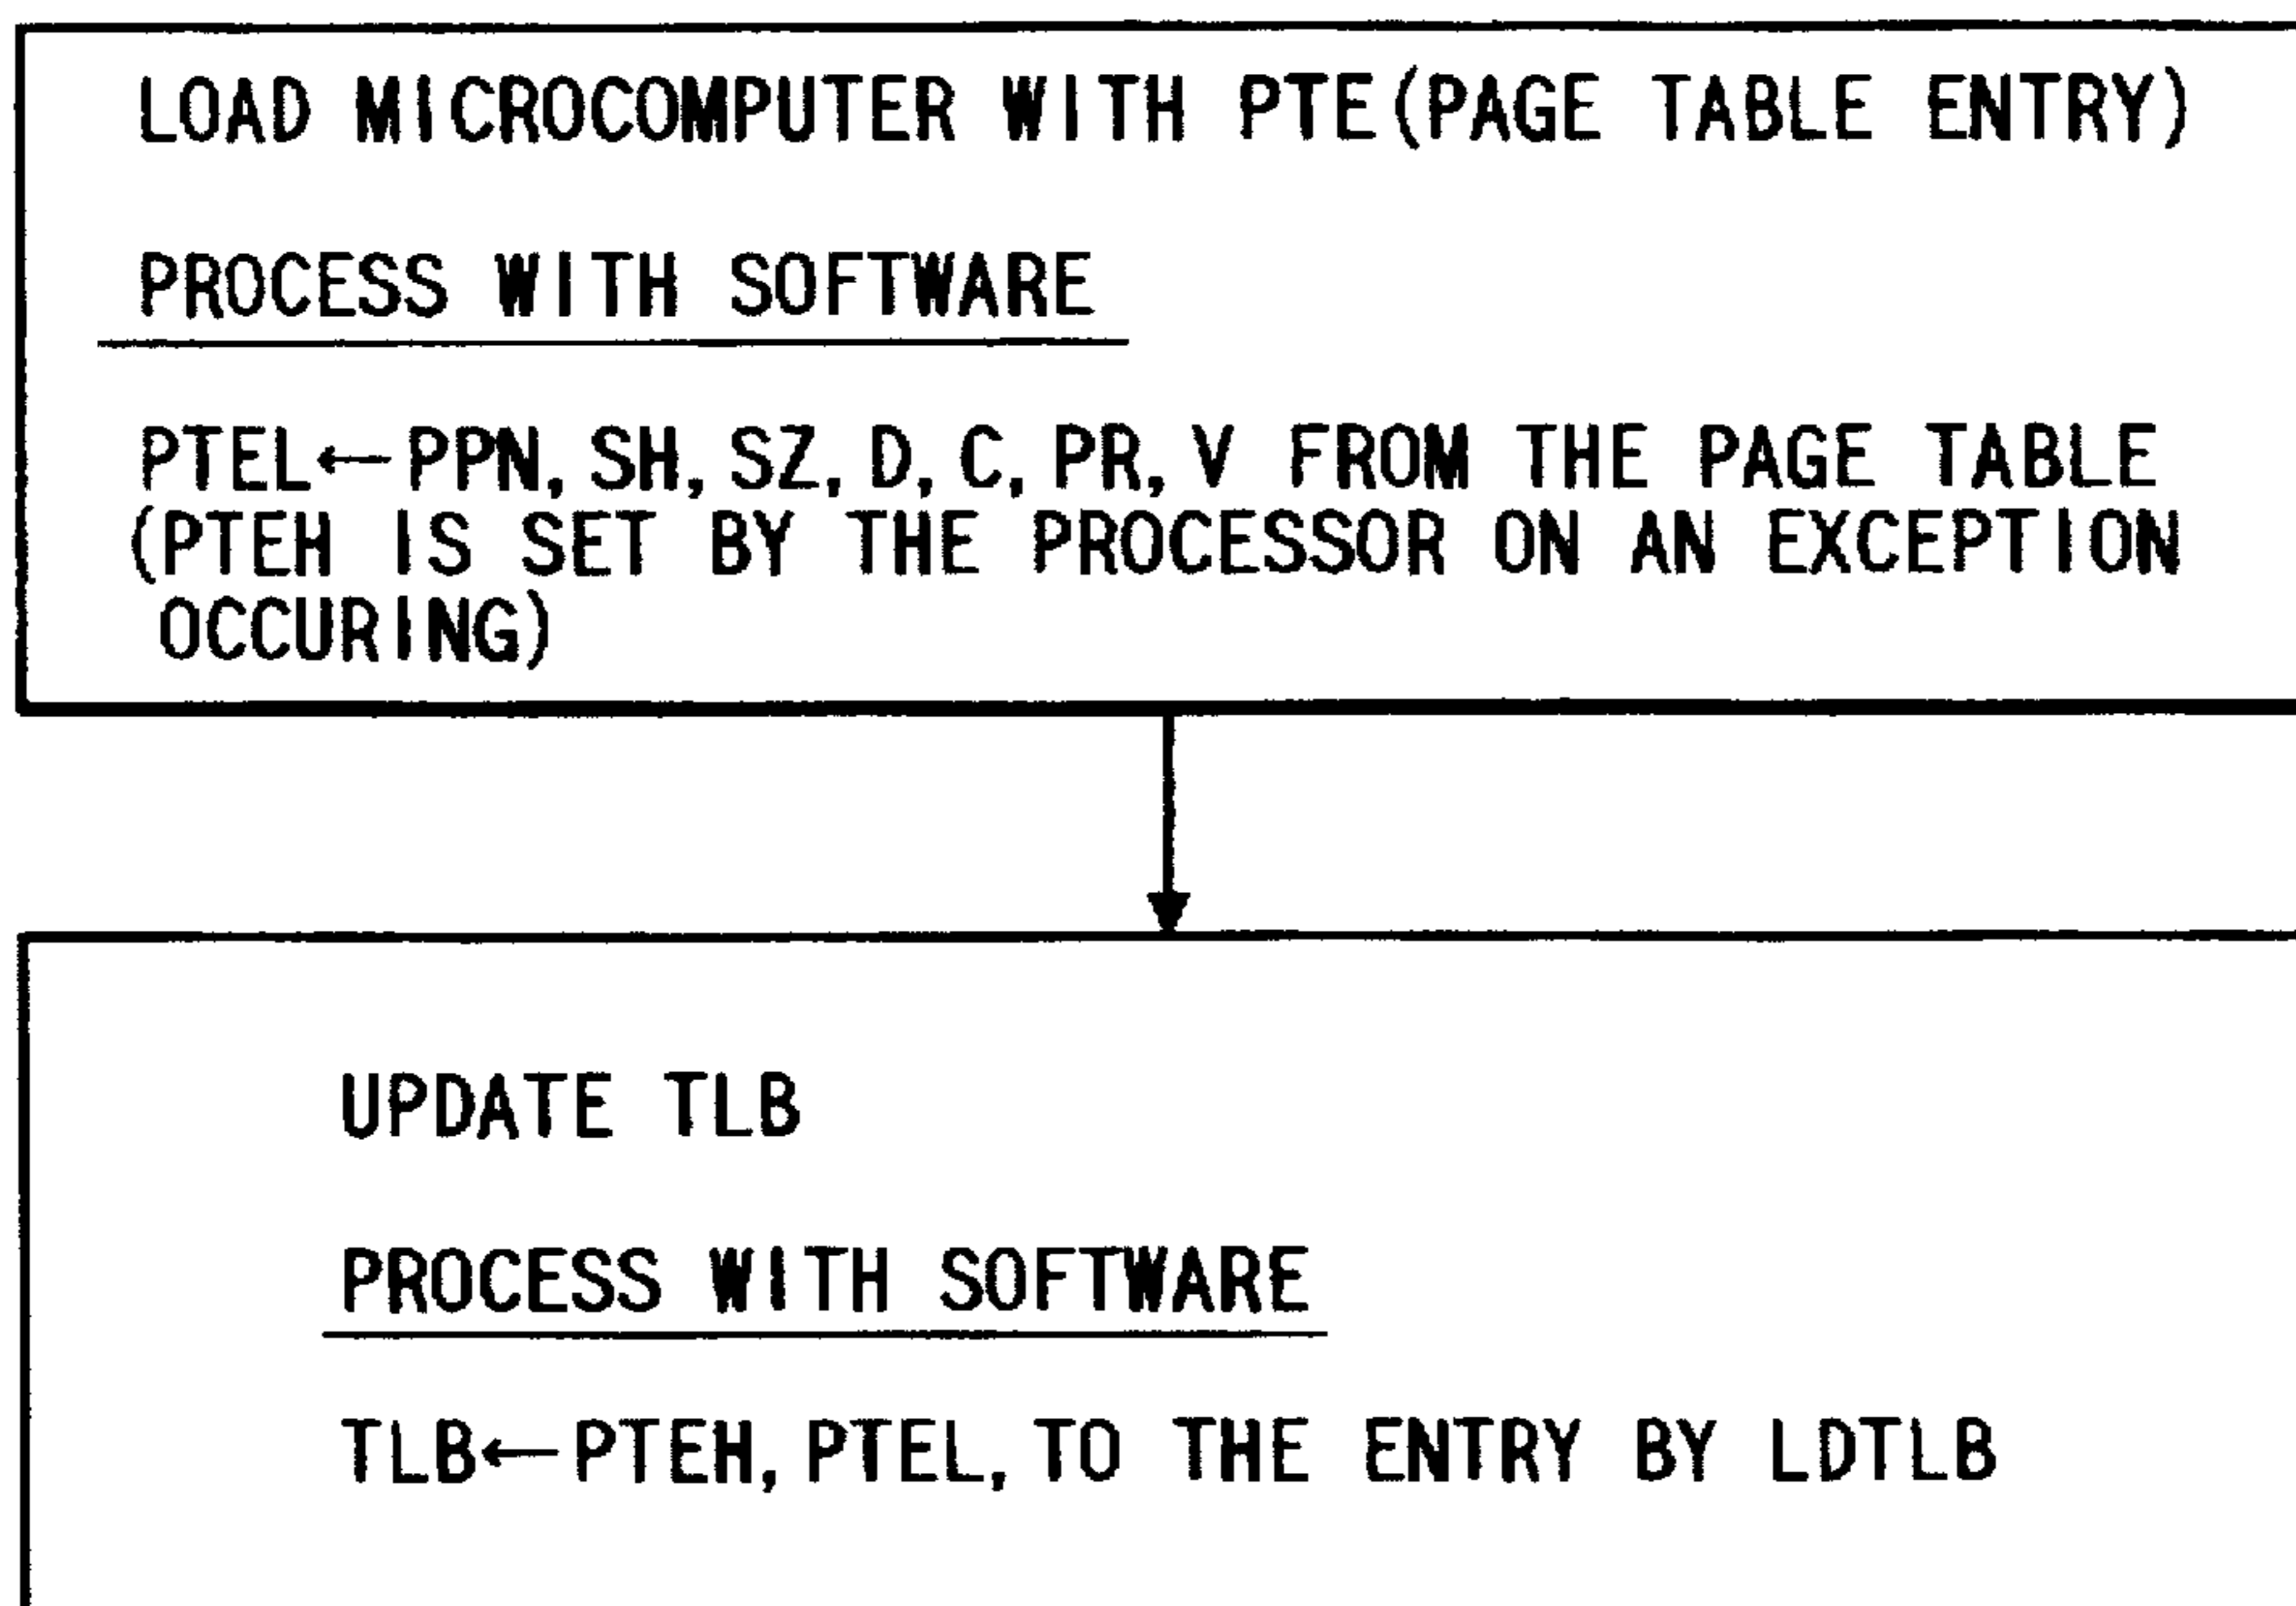 LOAD MICROCOMPUTER WITH PTE(PAGE TABLE ENTRY)
PROCESS WITH SOFTWARE
PTEL←PPN, SH, SZ, D, C, PR, V FROM THE PAGE TABLE
(PTEH IS SET BY THE PROCESSOR ON AN EXCEPTION
OCCURING)
UPDATE TLB
PROCESS WITH SOFTWARE
TLB←PTEH, PTEL, TO THE ENTRY BY LDTLB